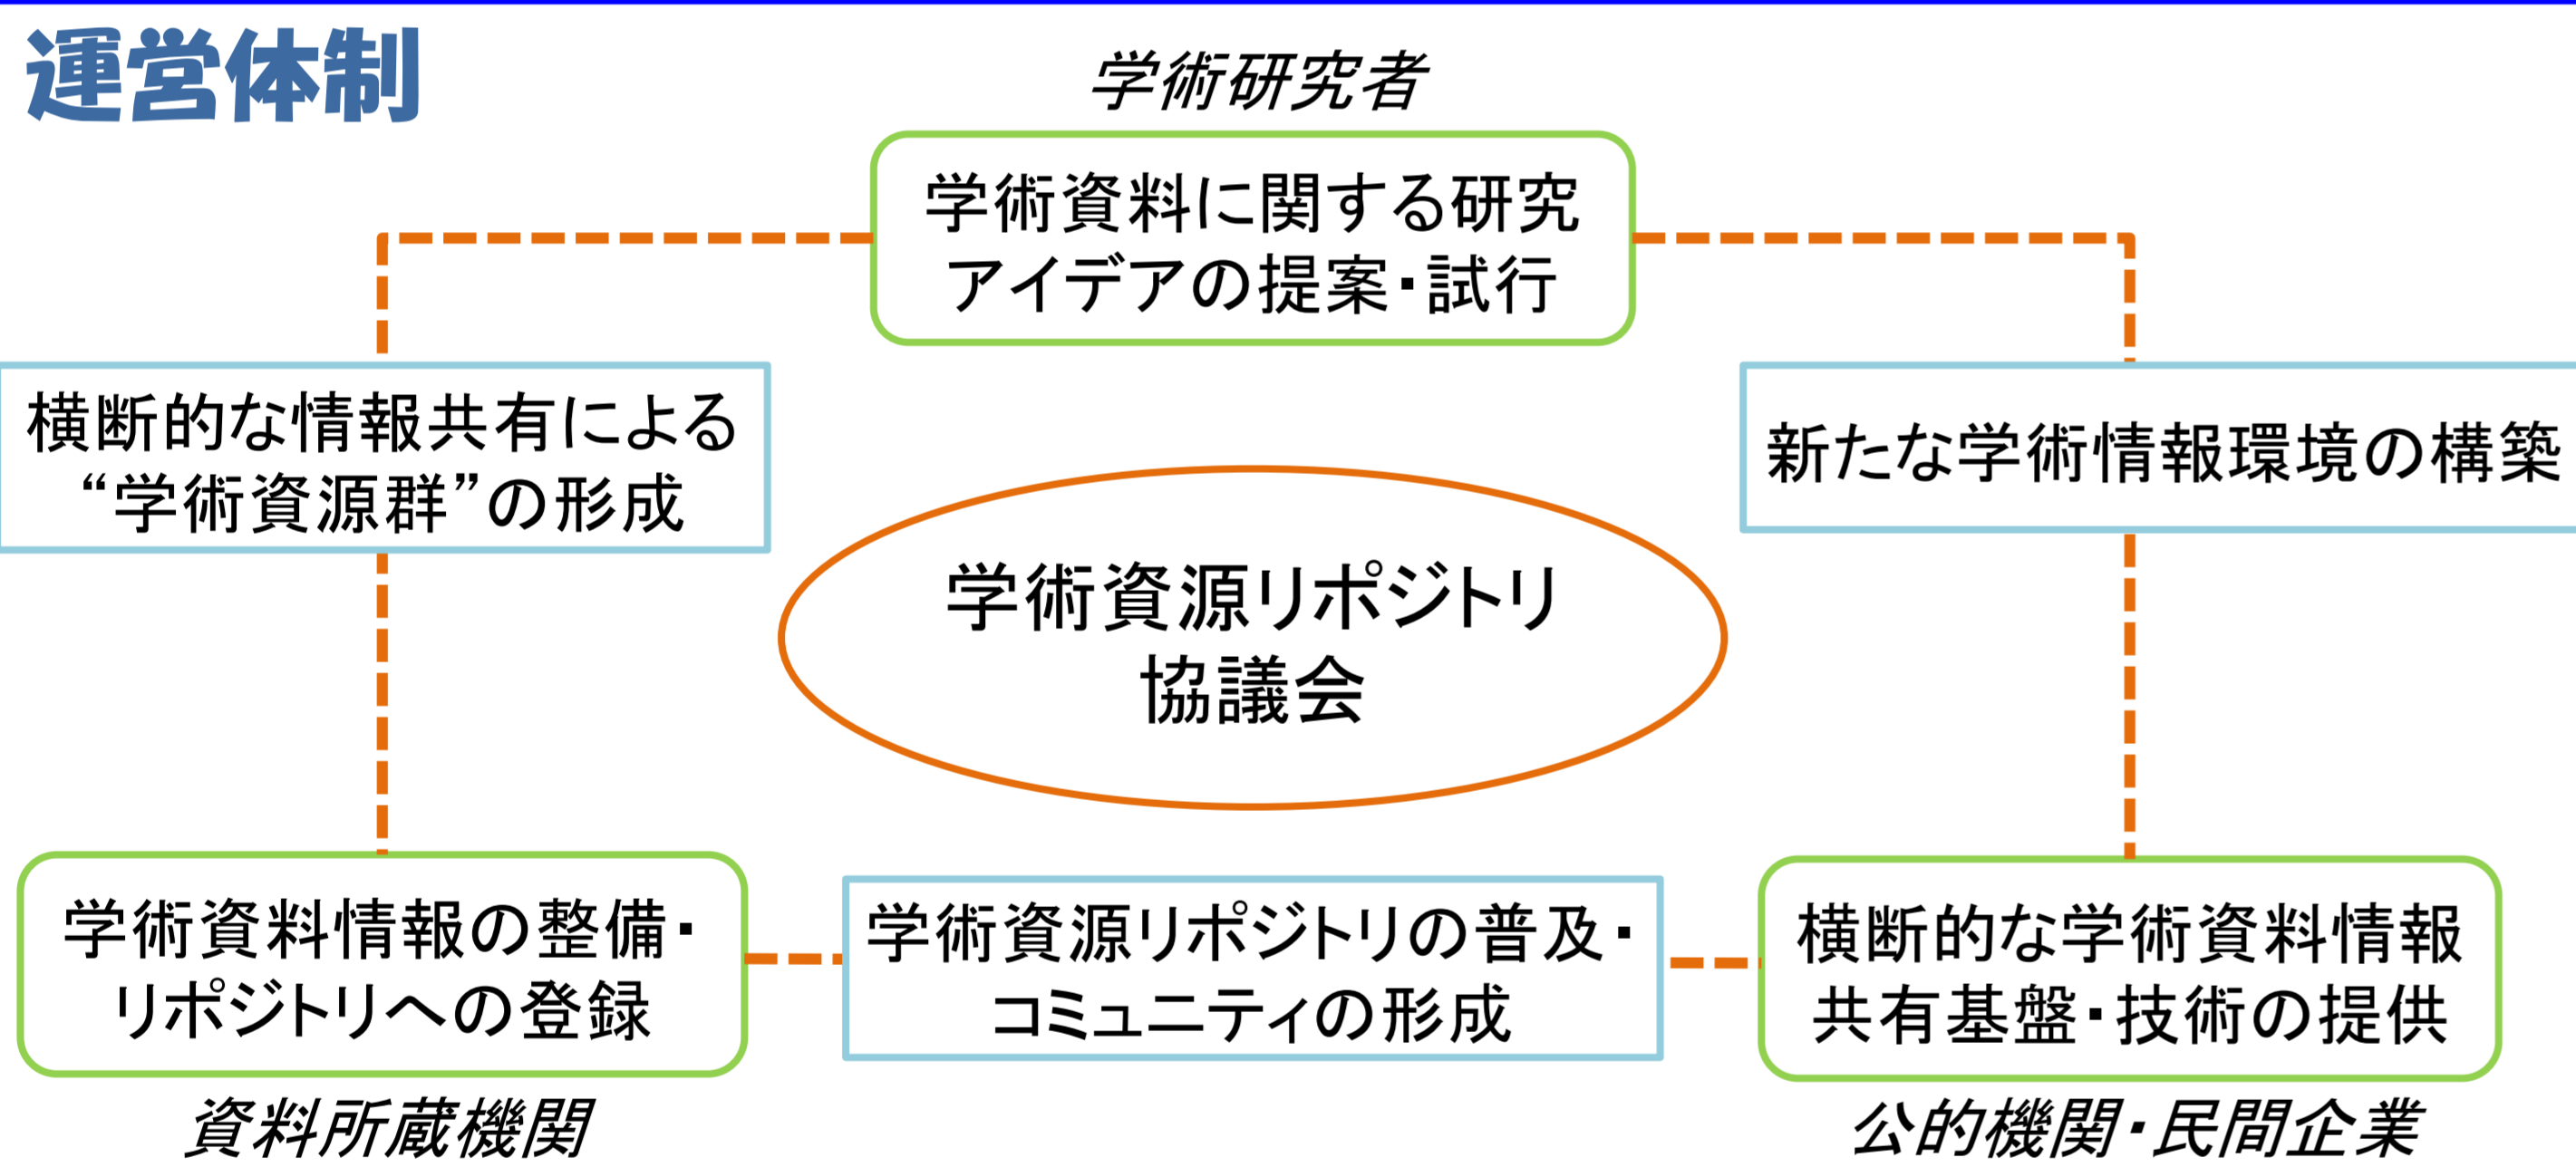 運営体制
学術研究者
学術資料に関する研究
アイデアの提案・試行
横断的な情報共有による
“学術資源群”の形成
新たな学術情報環境の構築
学術資源リポジトリ
協議会
学術資料情報の整備・
リポジトリへの登録
学術資源リポジトリの普及・
コミュニティの形成
横断的な学術資料情報
共有基盤・技術の提供
資料所蔵機関
公的機関・民間企業